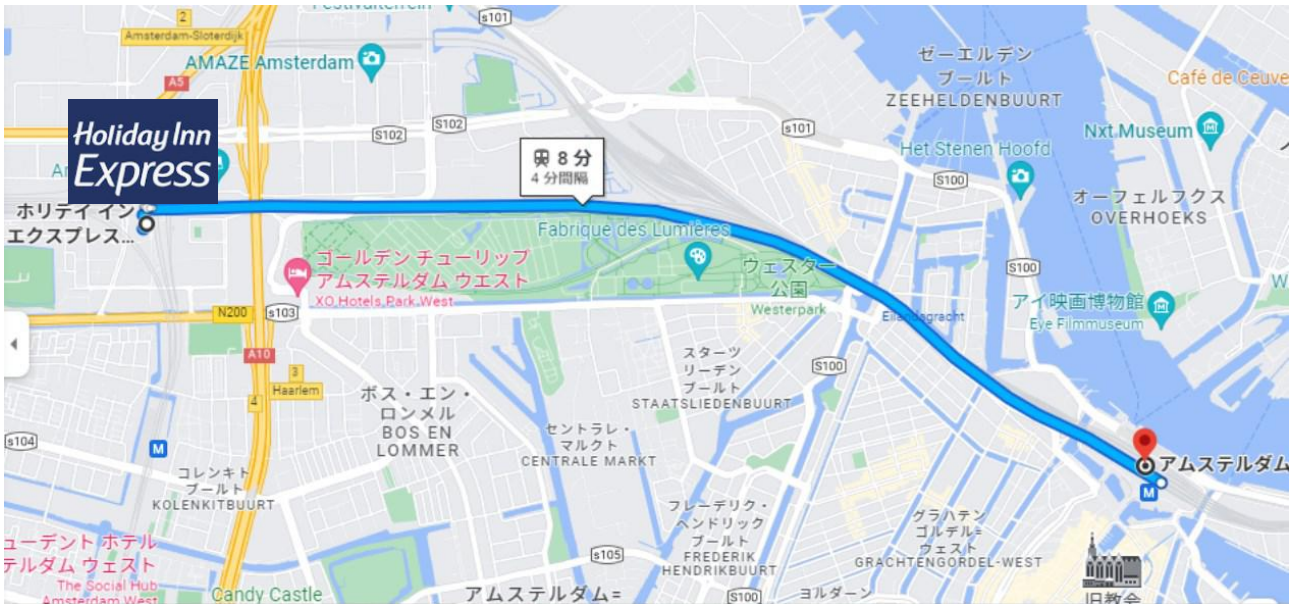 s101
2
Amsterdam-Sloterdijk
AMAZE Amsterdam
A5
ゼーエルデン
ブールト
ZEEHELDENBUURT
Café de Ceuve
Holiday Inn
Express
S102
S102
s101
Nxt Museum
8 分
4 分間隔
Het Stenen Hoofd
S100
オーフェルフクス
OVERHOEKS
ホリデイ イン
エクスプレス...
Fabrique des Lumières
ゴールデン チューリップ
アムステルダム ウエスト
XO Hotels Park West
ウェスター
公園
Westerpark
S100
アイ映画博物館
Eye Filmmuseum
N200
s103
Eilandsgracht
A10
3
Haarlem
4
スターツ
リーデン
ブールト
STAATSLIEDENBUURT
S100
ボス・エン・
ロンメル
BOS EN
LOMMER
s104
M
セントラレ・
マルクト
CENTRALE MARKT
アムステルダム
M
コレンキト
ブールト
KOLENKITBUURT
フレーデリク・
ヘンドリック
ブールト
FREDERIK
HENDRIKBUURT
グラハテン
ゴルデル=
ウェスト
GRACHTENGORDEL-WEST
ューデント ホテル
テルダム ウエスト
The Social Hub
Amsterdam West
s105
Candy Castle
アムステルダム=
S100
ヨルダーン
旧教会